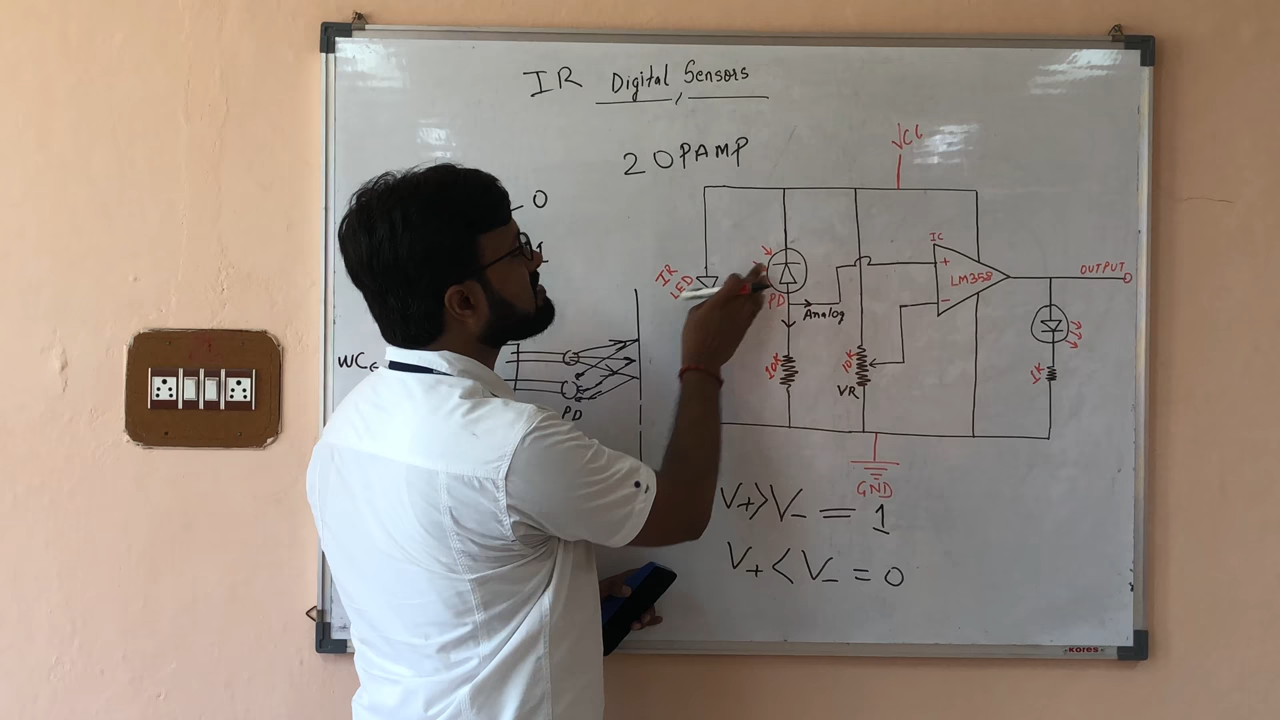 IR Digital Sensors
2 OPAMP
VCC
0
IC
+
LM358
-
OUTPUT
IR
LED
PD
Analog
10K
10K
VR
1K
PD
GND
V+>V- = 1
V+<V- = 0
KORES